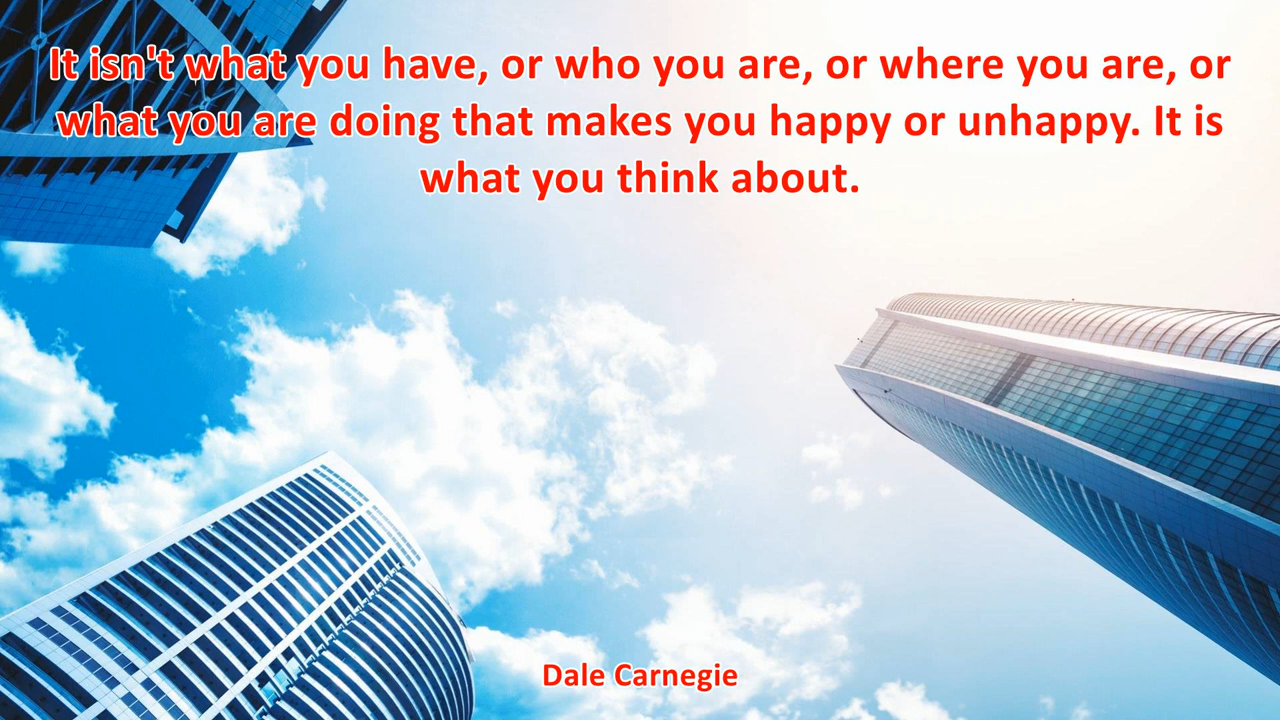 It isn't what you have, or who you are, or where you are, or
what you are doing that makes you happy or unhappy. It is
what you think about.
Dale Carnegie